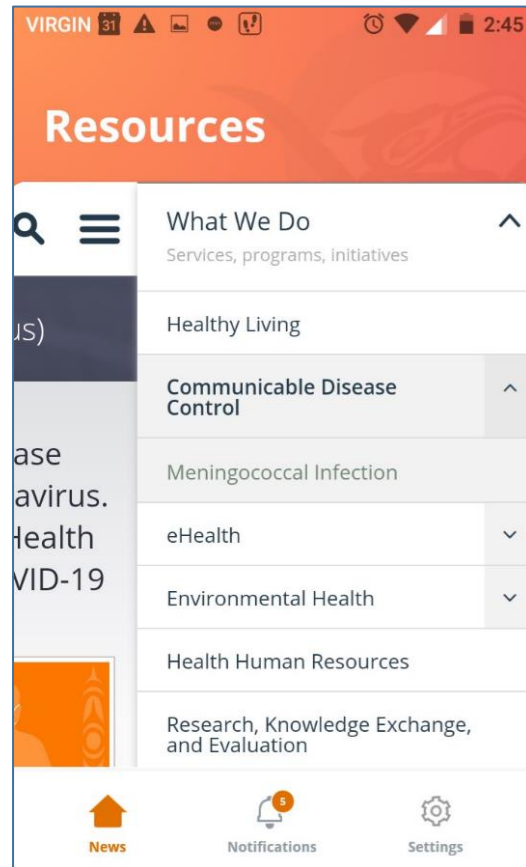 VIRGIN 31 2:45
Resources
What We Do
Services, programs, initiatives
us)
Healthy Living
Communicable Disease
Control
ase
Meningococcal Infection
avirus.
Health
eHealth
VID-19
Environmental Health
Health Human Resources
Research, Knowledge Exchange,
and Evaluation
5
News Notifications Settings